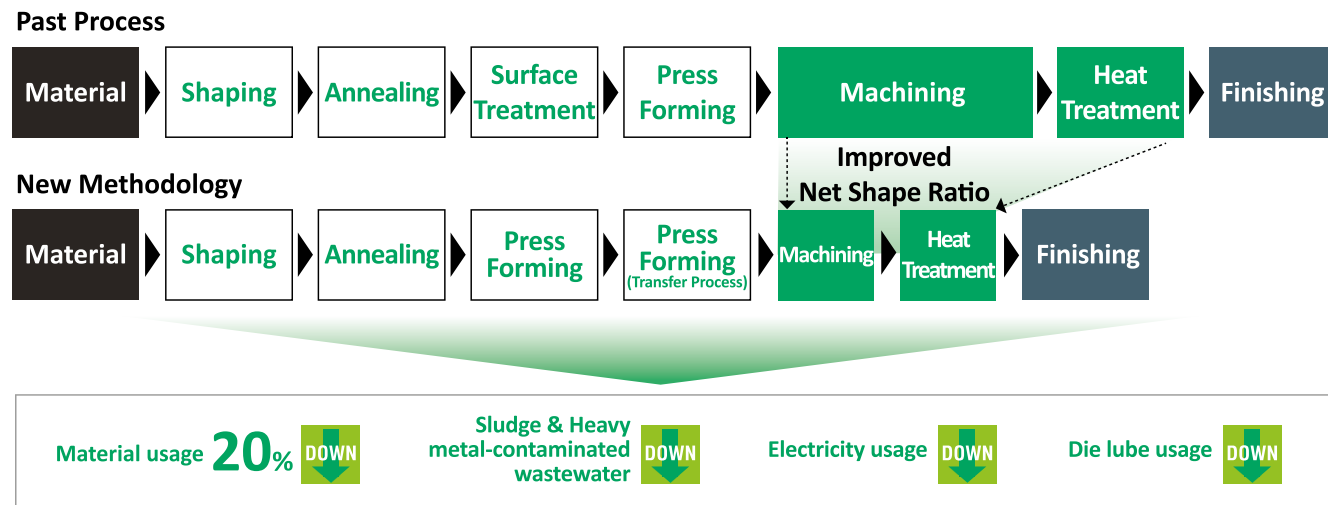 Past Process
Material
Shaping
Annealing
Surface
Treatment
Press
Forming
Machining
Heat
Treatment
Finishing
Improved
Net Shape Ratio
New Methodology
Material
Shaping
Annealing
Press
Forming
Press
Forming
(Transfer Process)
Machining
Heat
Treatment
Finishing
Material usage 20% DOWN
Sludge & Heavy
metal-contaminated
wastewater
DOWN
Electricity usage DOWN
Die lube usage DOWN